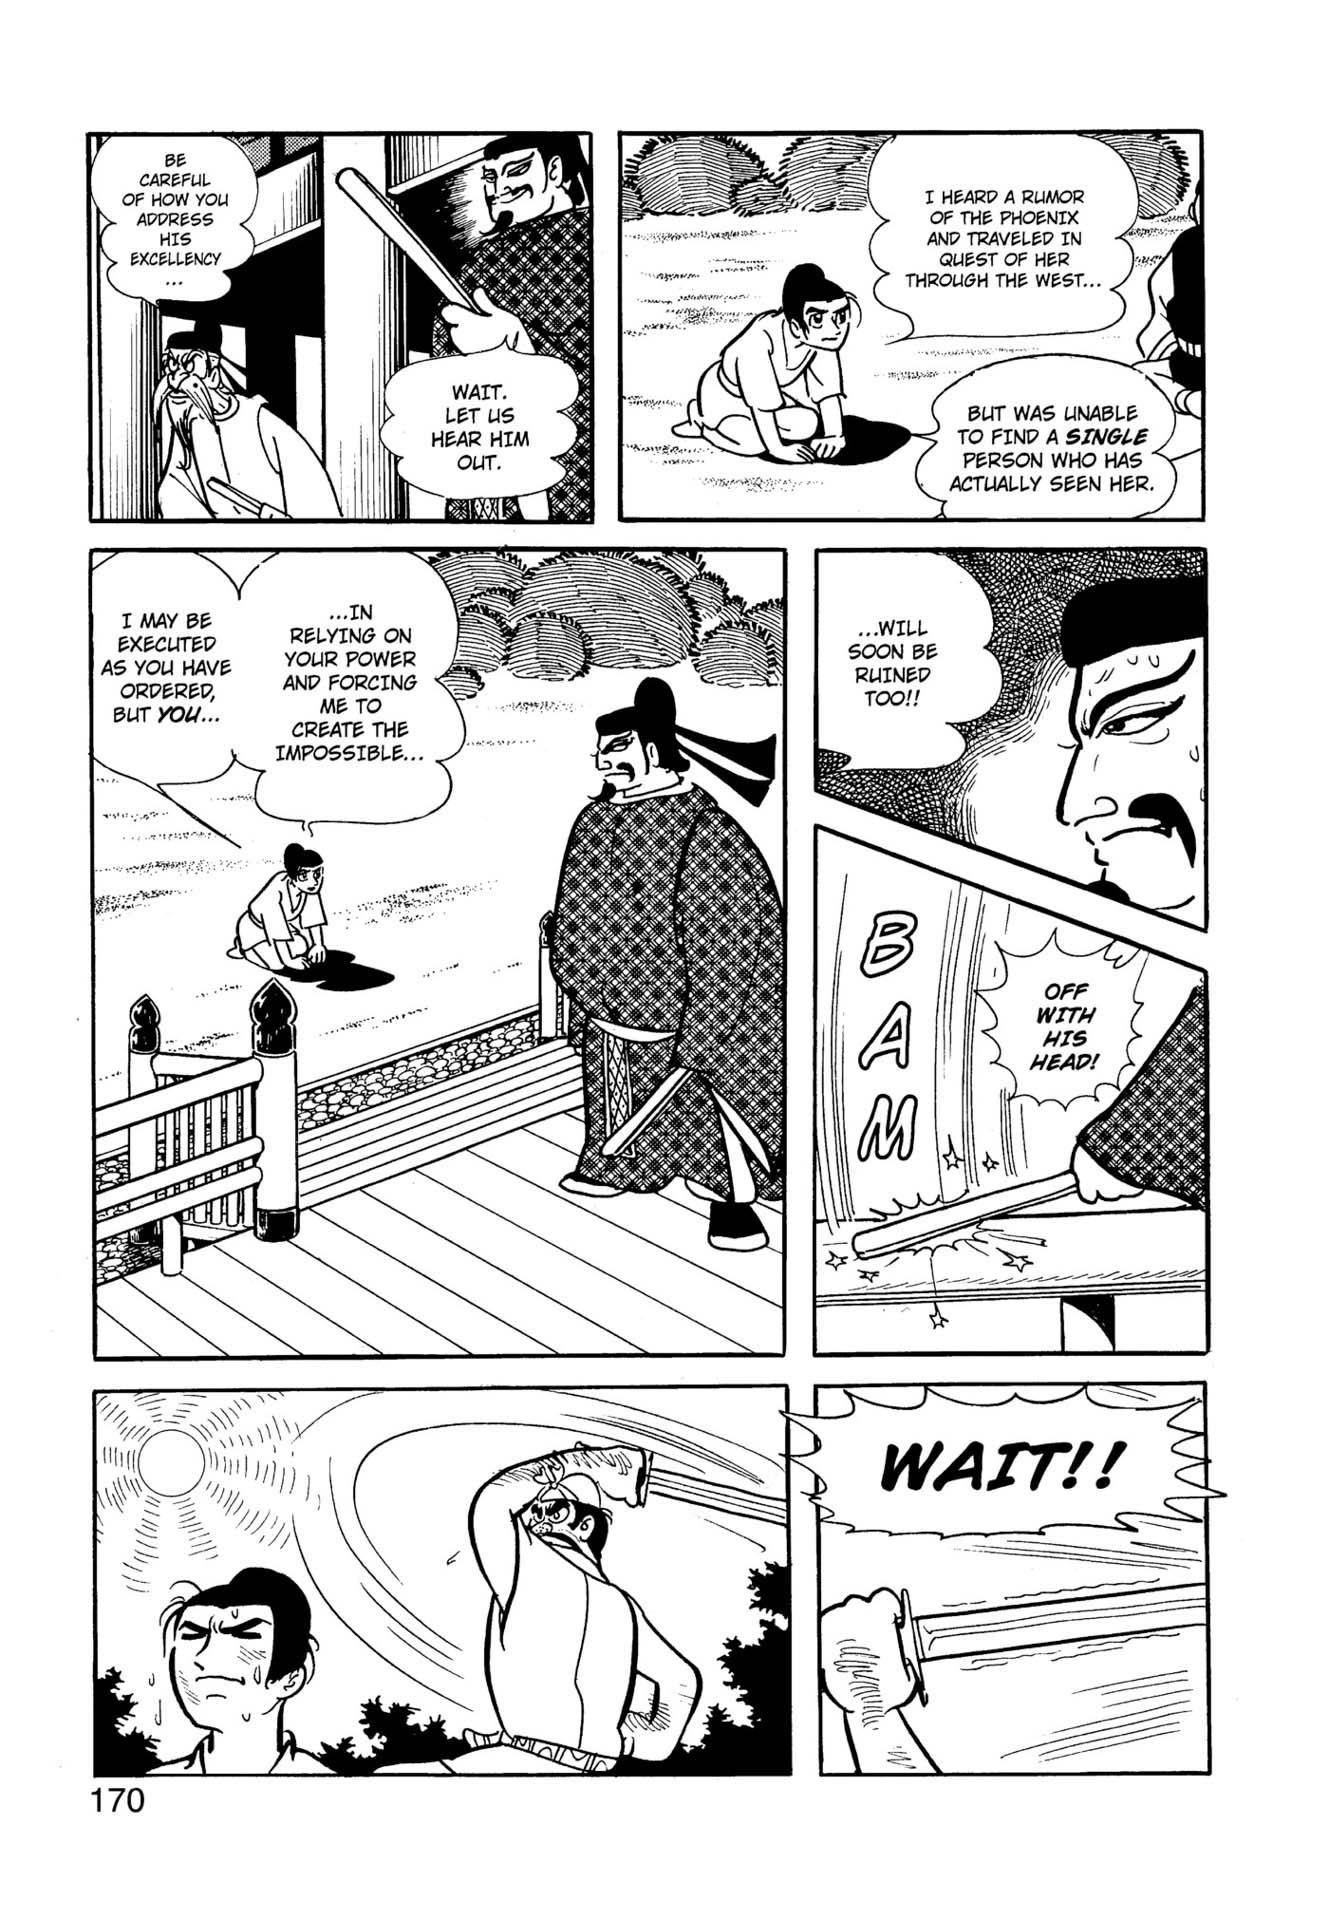 BE
CAREFUL
OF HOW YOU
ADDRESS
HIS
EXCELLENCY
...
WAIT.
LET US
HEAR HIM
OUT.
I HEARD A RUMOR
OF THE PHOENIX
AND TRAVELED IN
QUEST OF HER
THROUGH THE WEST...
BUT WAS UNABLE
TO FIND A SINGLE
PERSON WHO HAS
ACTUALLY SEEN HER.
I MAY BE
EXECUTED
AS YOU HAVE
ORDERED,
BUT YOU...
...IN
RELYING ON
YOUR POWER
AND FORCING
ME TO
CREATE THE
IMPOSSIBLE...
...WILL
SOON BE
RUINED
TOO!!
BAM
OFF
WITH
HIS
HEAD!
WAIT!!
170